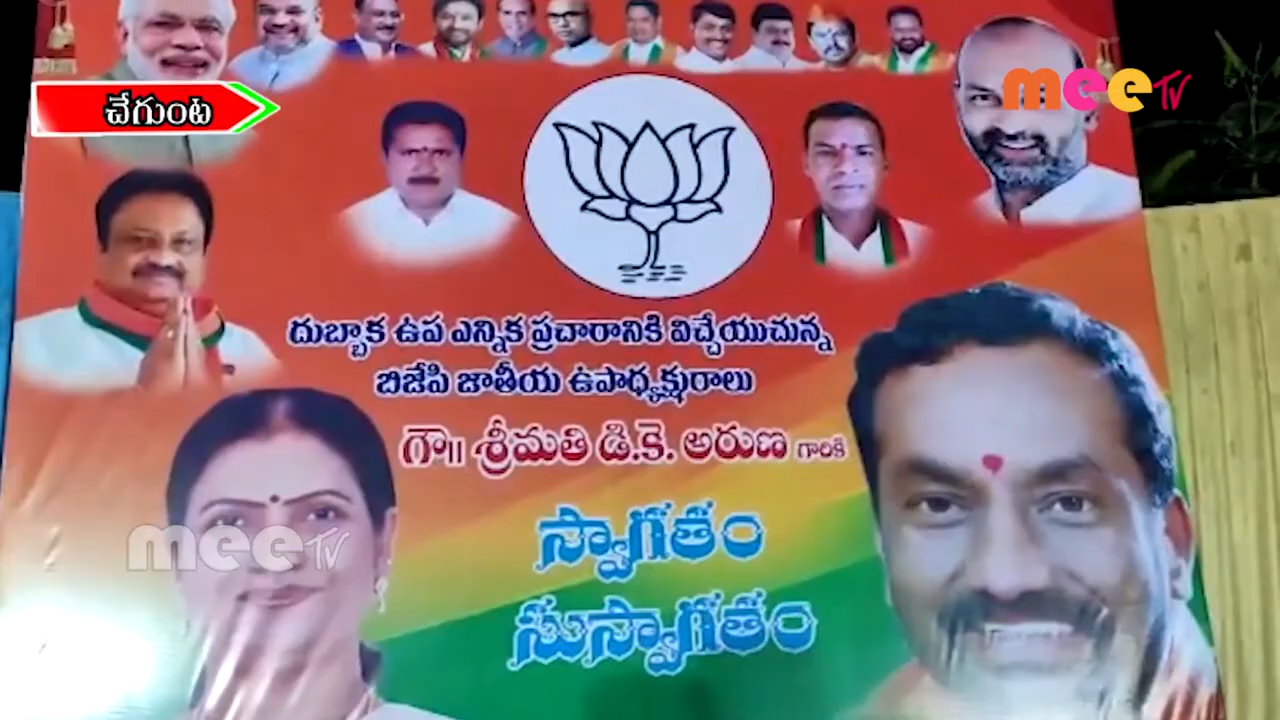 meeTV
చేగుంట
దుబ్బాక ఉప ఎన్నిక ప్రచారానికి విచ్చేయుచున్న
బిజేపి జాతీయ ఉపాధ్యక్షురాలు
గౌ|| శ్రీమతి డి.కె. అరుణ గారికి
స్వాగతం
meeTV
సుస్వాగతం